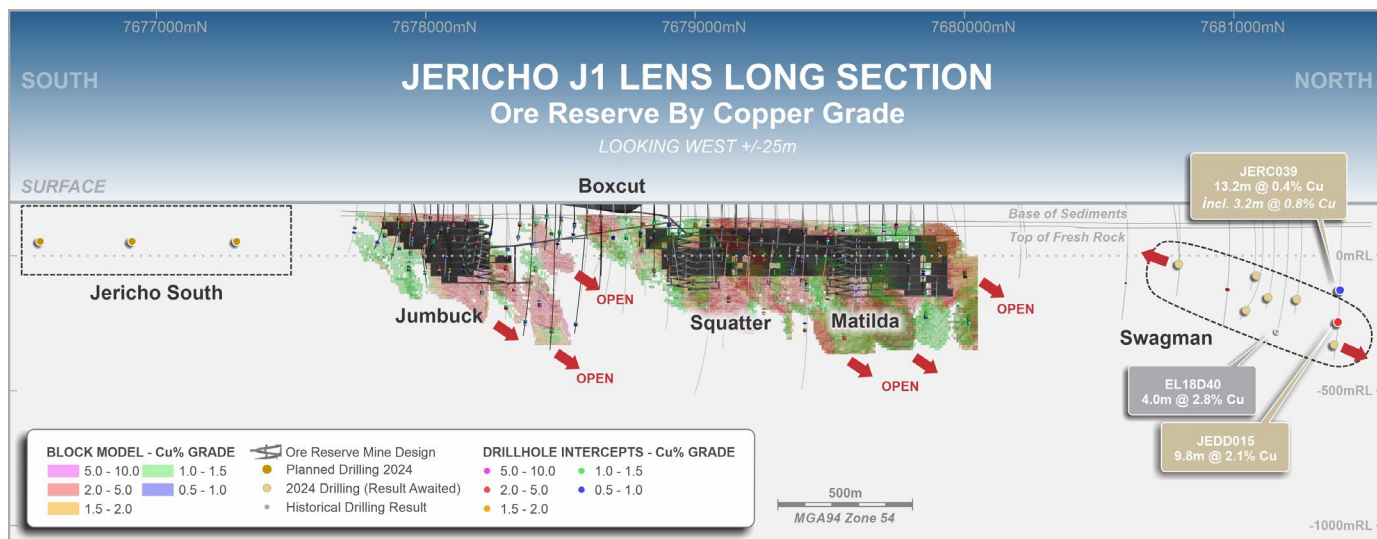 7677000mN 7678000mN 7679000mN 7680000mN 7681000mN
SOUTH
JERICHO J1 LENS LONG SECTION
NORTH
Ore Reserve By Copper Grade
LOOKING WEST +/-25m
SURFACE
Boxcut
JERC039
13.2m @ 0.4% Cu
incl. 3.2m @ 0.8% Cu
Base of Sediments
Top of Fresh Rock
0mRL
Jericho South
Jumbuck
OPEN
OPEN
Squatter
Matilda
OPEN
OPEN
Swagman
EL18D40
4.0m @ 2.8% Cu
-500mRL
JEDD015
9.8m @ 2.1% Cu
BLOCK MODEL - Cu% GRADE
5.0 - 10.0
2.0 - 5.0
1.5 - 2.0
1.0 - 1.5
0.5 - 1.0
Ore Reserve Mine Design
Planned Drilling 2024
2024 Drilling (Result Awaited)
Historical Drilling Result
DRILLHOLE INTERCEPTS - Cu% GRADE
5.0 - 10.0
2.0 - 5.0
1.5 - 2.0
1.0 - 1.5
0.5 - 1.0
500m
MGA94 Zone 54
-1000mRL